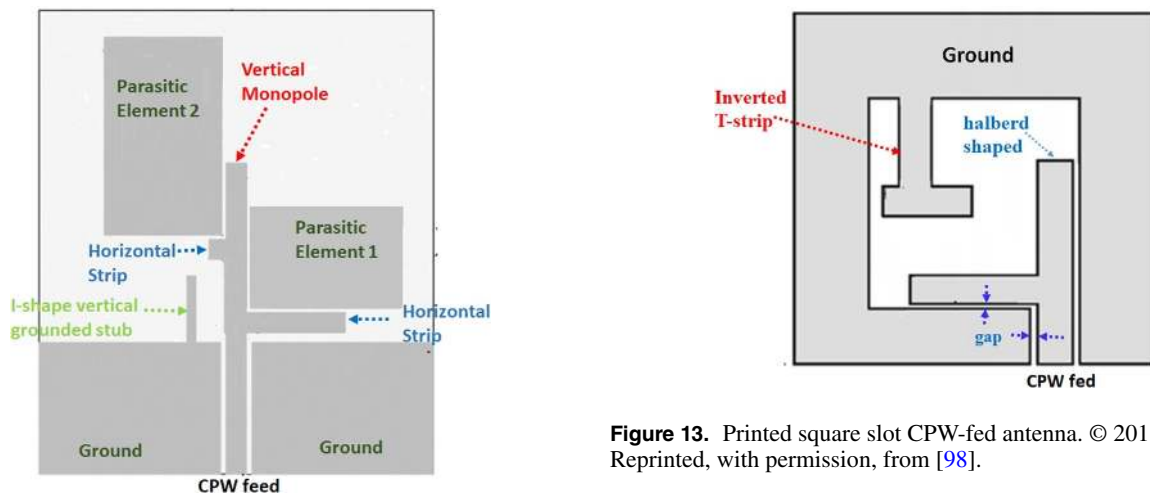 Parasitic
Element 2
Vertical
Monopole
Parasitic
Element 1
Horizontal
Strip
I-shape vertical
grounded stub
Horizontal
Strip
Ground
Ground
CPW feed
Ground
Inverted
T-strip
halberd
shaped
gap
CPW fed
Figure 13. Printed square slot CPW-fed antenna. © 201
Reprinted, with permission, from [98].